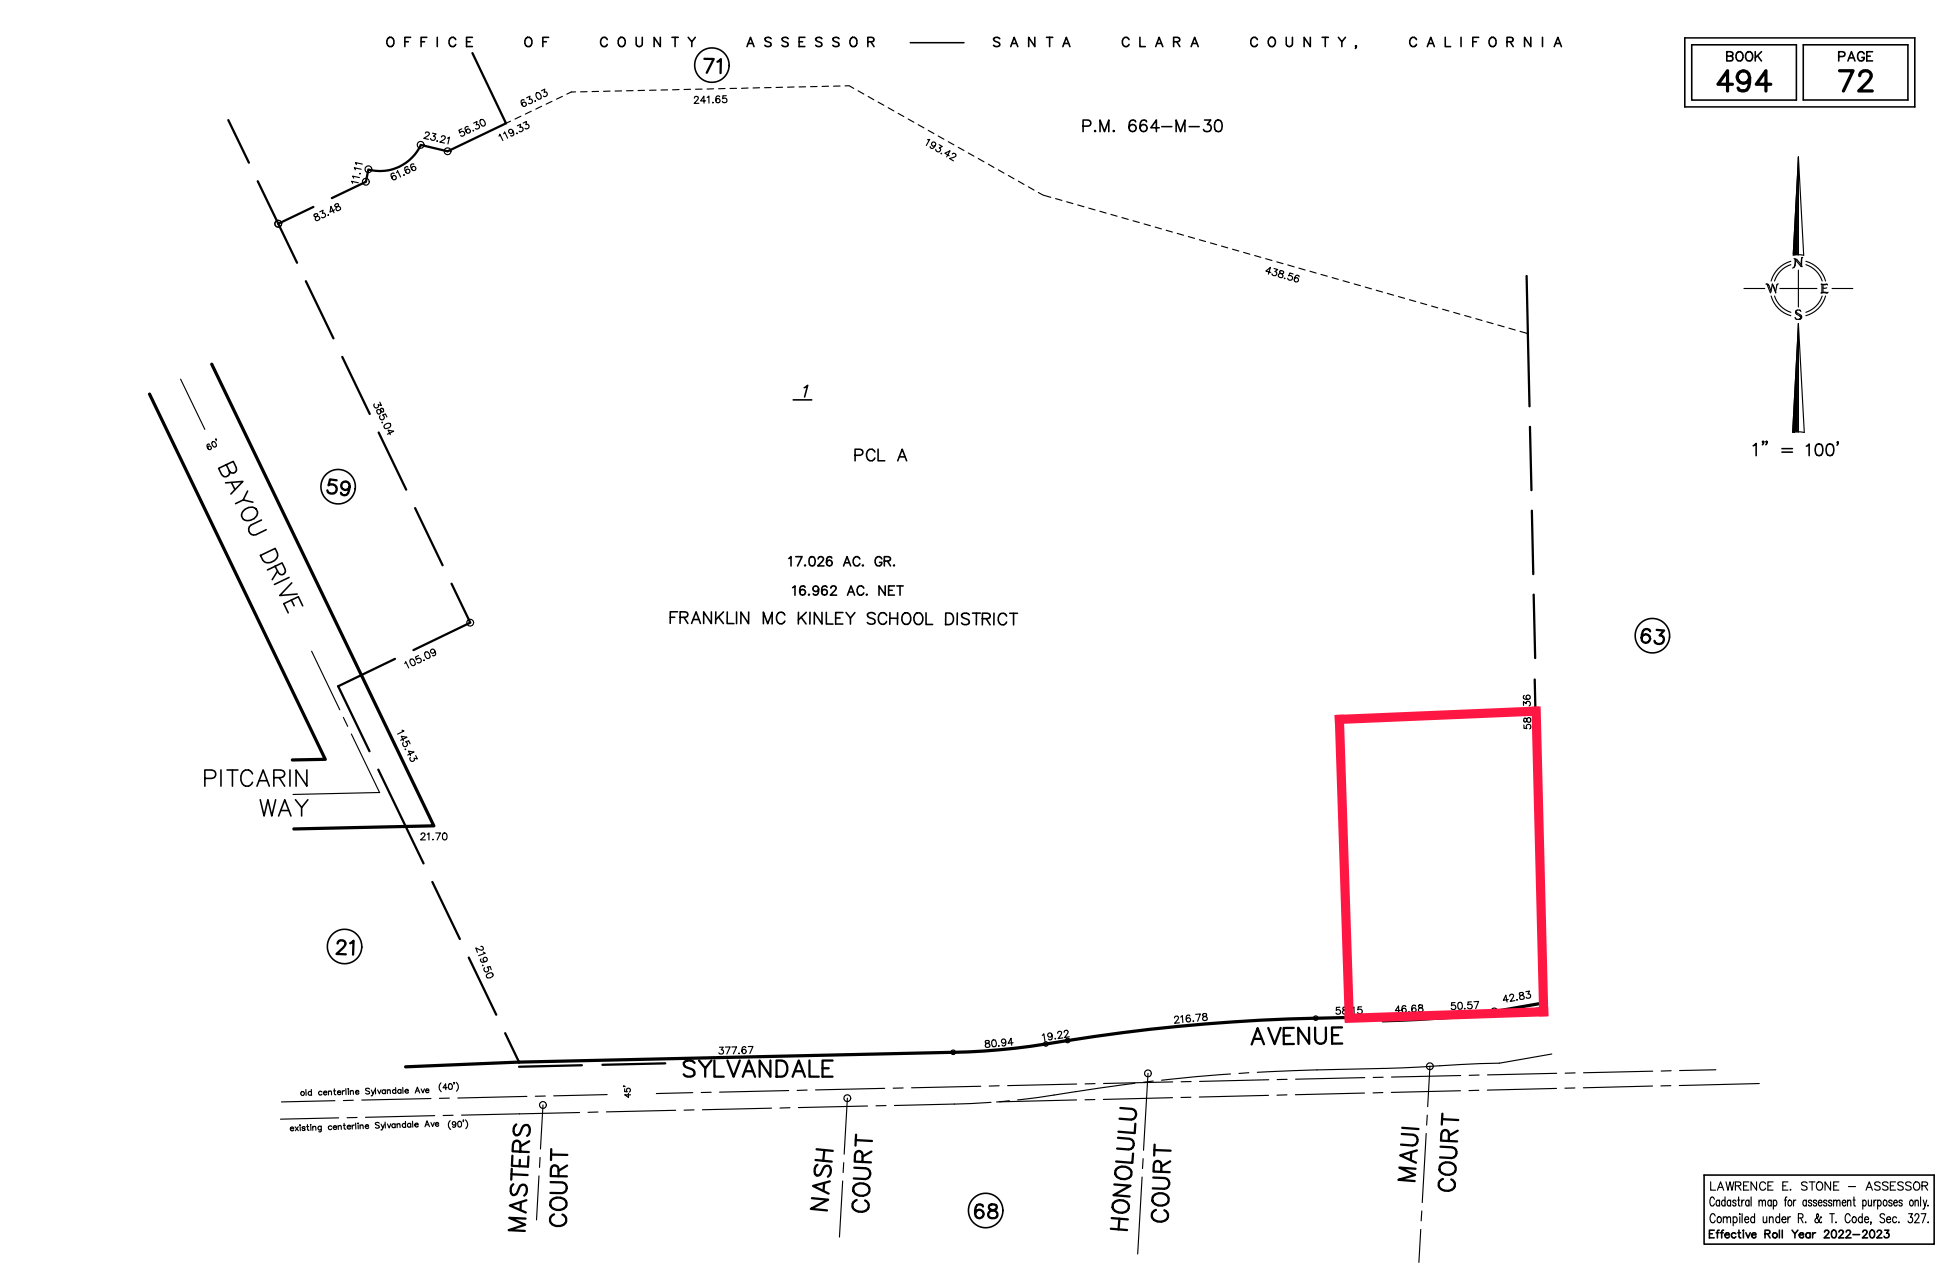 OFFICE OF COUNTY ASSESSOR —— SANTA CLARA COUNTY, CALIFORNIA
BOOK
494
PAGE
72
71
63.03
241.65
119.33
56.30
23.21
61.66
11.11
83.48
193.42
P.M. 664-M-30
438.56
N
W E
S
1" = 100'
1
385.04
PCL A
60'
BAYOU DRIVE
59
17.026 AC. GR.
16.962 AC. NET
FRANKLIN MC KINLEY SCHOOL DISTRICT
63
105.09
145.43
PITCARIN
WAY
21.70
21
219.50
377.67
80.94
19.22
216.78
46.68
50.57
42.83
SYLVANDALE
AVENUE
old centerline Sylvandale Ave (40')
45'
existing centerline Sylvandale Ave (90')
MASTERS
COURT
NASH
COURT
HONOLULU
COURT
MAUI
COURT
68
LAWRENCE E. STONE - ASSESSOR
Cadastral map for assessment purposes only.
Compiled under R. & T. Code, Sec. 327.
Effective Roll Year 2022-2023